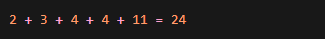 2 + 3 + 4 + 4 + 11 = 24